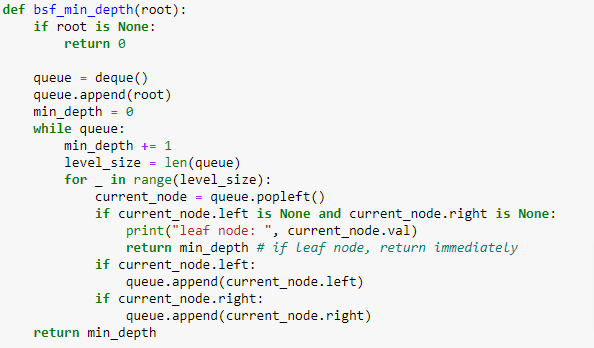 def bsf_min_depth(root):
    if root is None:
        return 0

    queue = deque()
    queue.append(root)
    min_depth = 0
    while queue:
        min_depth += 1
        level_size = len(queue)
        for _ in range(level_size):
            current_node = queue.popleft()
            if current_node.left is None and current_node.right is None:
                print("leaf node: ", current_node.val)
                return min_depth # if leaf node, return immediately
            if current_node.left:
                queue.append(current_node.left)
            if current_node.right:
                queue.append(current_node.right)
    return min_depth